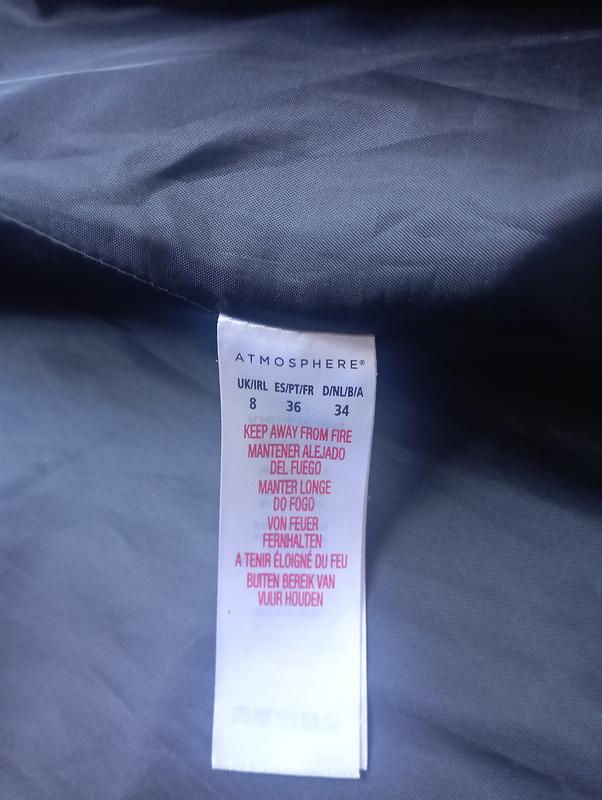 ATMOSPHERE®
UK/IRL ES/PT/FR D/NL/B/A
8 36 34
KEEP AWAY FROM FIRE
MANTENER ALEJADO
DEL FUEGO
MANTER LONGE
DO FOGO
VON FEUER
FERNHALTEN
A TENIR ÉLOIGNÉ DU FEU
BUITEN BEREIK VAN
VUUR HOUDEN